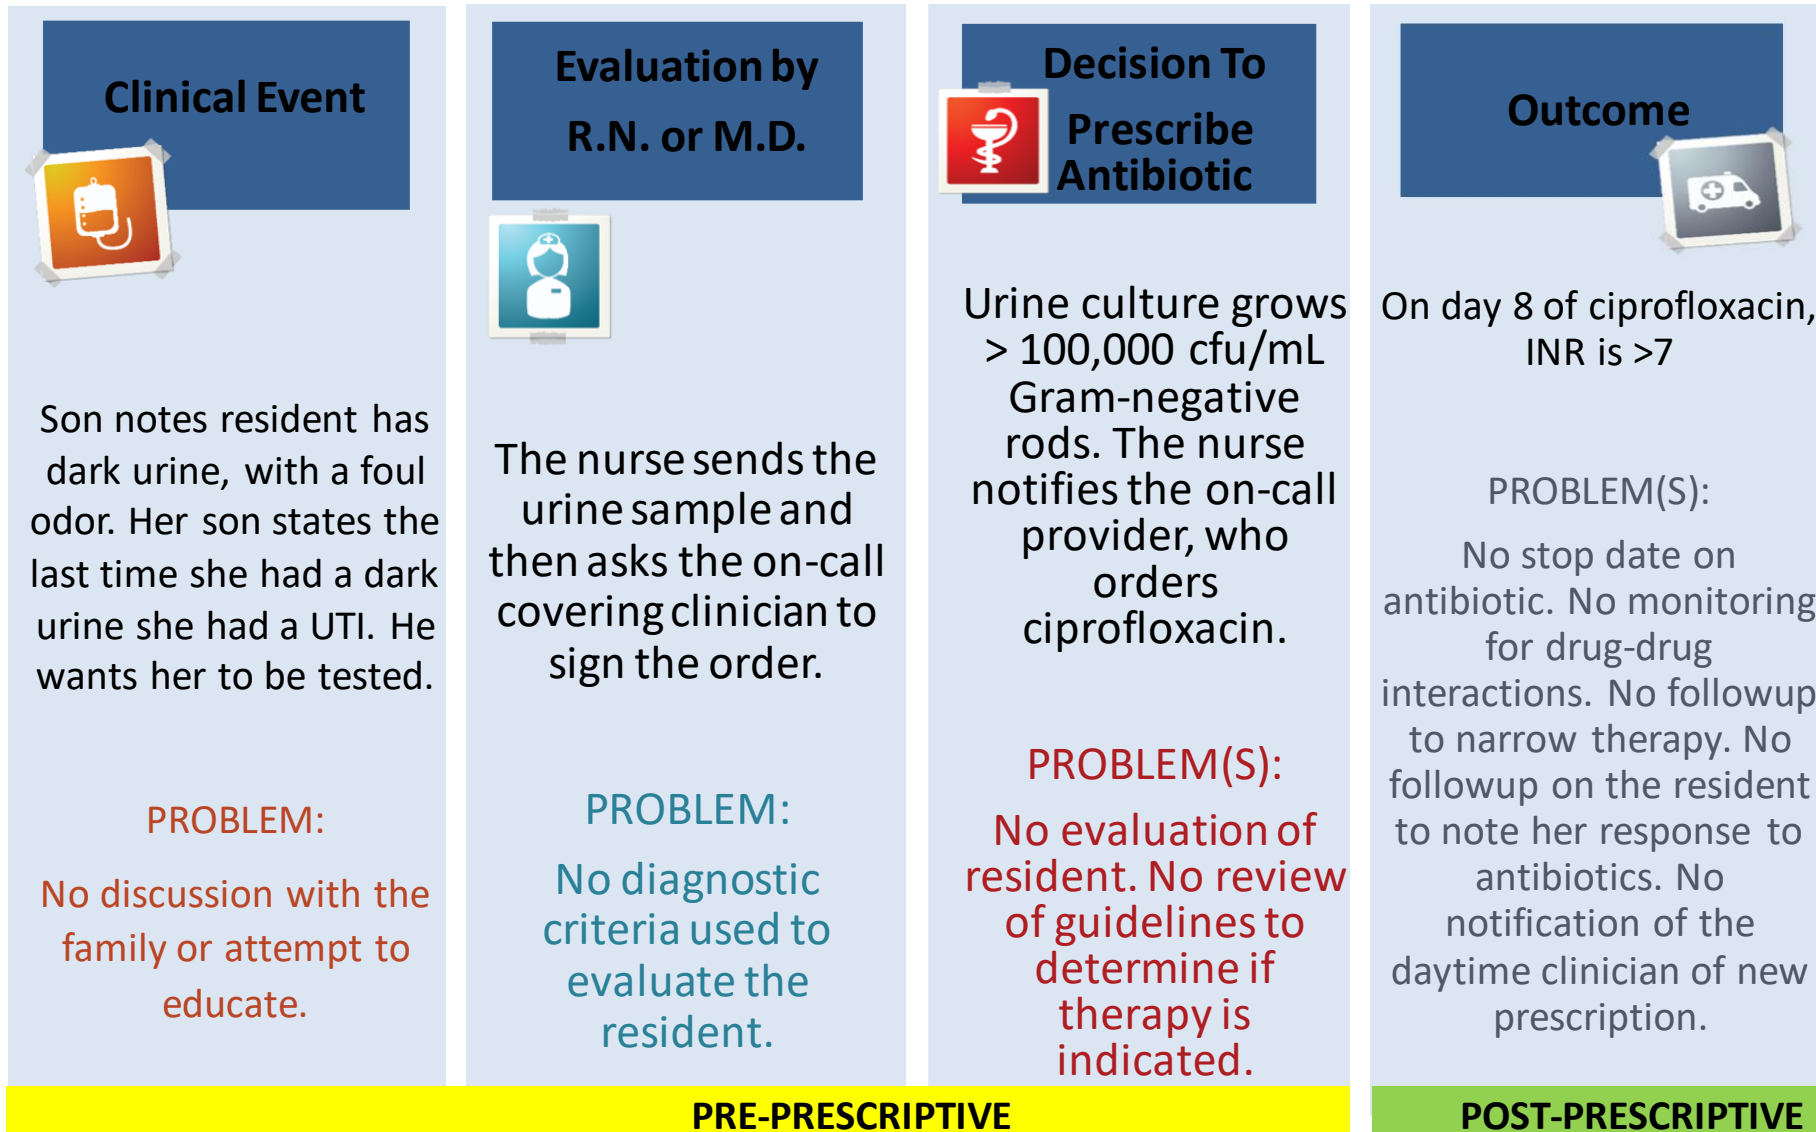 Clinical Event
Son notes resident has
dark urine, with a foul
odor. Her son states the
last time she had a dark
urine she had a UTI. He
wants her to be tested.
PROBLEM:
No discussion with the
family or attempt to
educate.
Evaluation by
R.N. or M.D.
The nurse sends the
urine sample and
then asks the on-call
covering clinician to
sign the order.
PROBLEM:
No diagnostic
criteria used to
evaluate the
resident.
Decision To
Prescribe
Antibiotic
Urine culture grows
> 100,000 cfu/mL
Gram-negative
rods. The nurse
notifies the on-call
provider, who
orders
ciprofloxacin.
PROBLEM(S):
No evaluation of
resident. No review
of guidelines to
determine if
therapy is
indicated.
Outcome
On day 8 of ciprofloxacin,
INR is >7
PROBLEM(S):
No stop date on
antibiotic. No monitoring
for drug-drug
interactions. No followup
to narrow therapy. No
followup on the resident
to note her response to
antibiotics. No
notification of the
daytime clinician of new
prescription.
PRE-PRESCRIPTIVE
POST-PRESCRIPTIVE